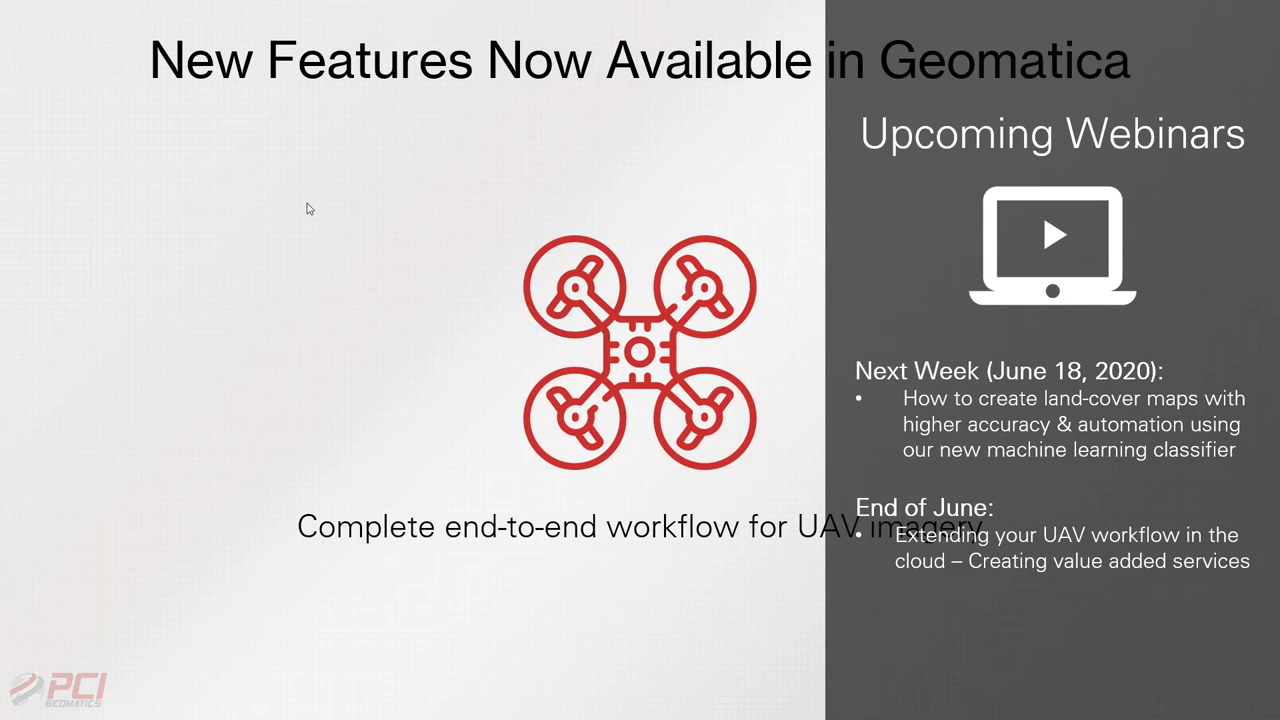 New Features Now Available in Geomatica
Upcoming Webinars
Next Week (June 18, 2020):
• How to create land-cover maps with
higher accuracy & automation using
our new machine learning classifier
End of June:
• Extending your UAV workflow in the
cloud – Creating value added services
Complete end-to-end workflow for UAV imagery
PCI
GEOMATICS